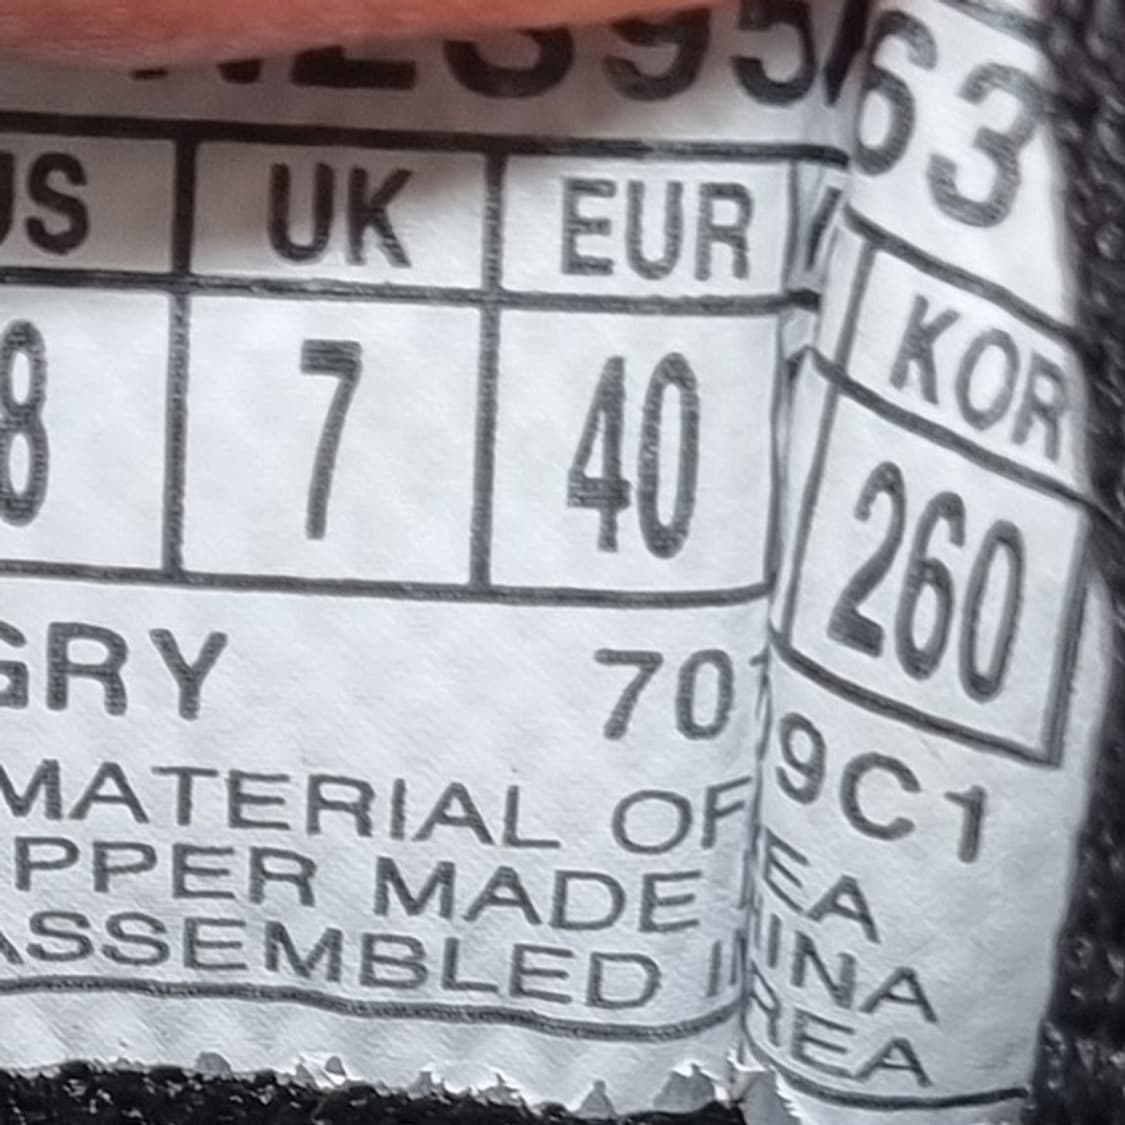 63
US UK EUR KOR
8 7 40 260
GRY 70 9C1
MATERIAL OF EA
PPER MADE INA
ASSEMBLED I REA